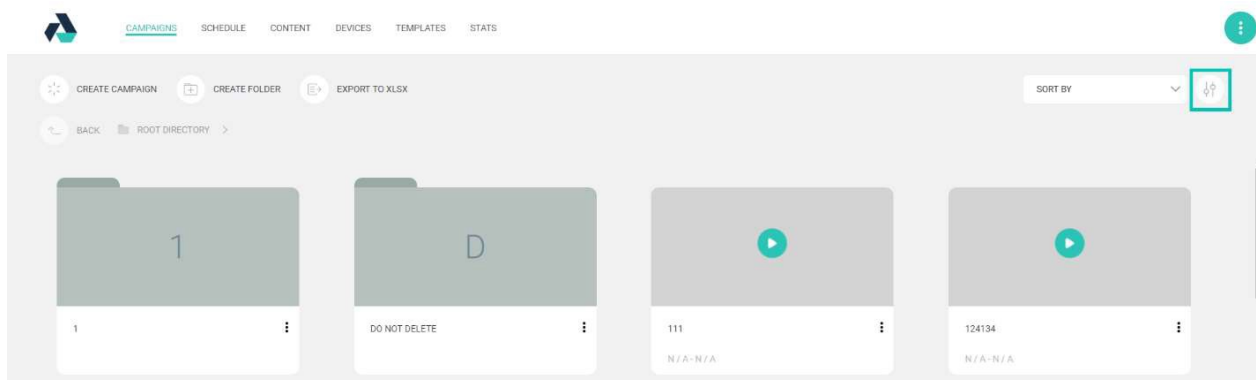 CAMPAIGNS SCHEDULE CONTENT DEVICES TEMPLATES STATS
CREATE CAMPAIGN CREATE FOLDER EXPORT TO XLSX SORT BY
BACK ROOT DIRECTORY >
1 D
1 DO NOT DELETE 111 124134
N/A-N/A N/A-N/A